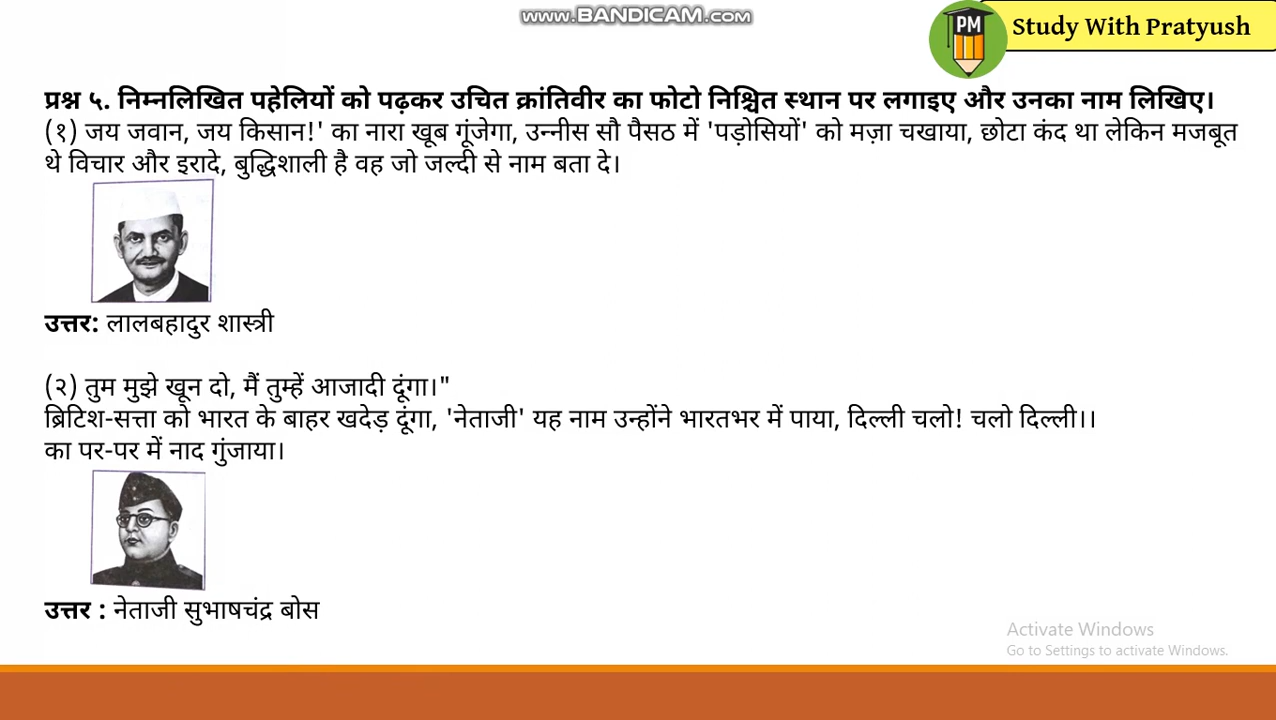 www.BANDICAM.com
PM
Study With Pratyush
प्रश्न ५. निम्नलिखित पहेलियों को पढ़कर उचित क्रांतिवीर का फोटो निश्चित स्थान पर लगाइए और उनका नाम लिखिए।
(१) जय जवान, जय किसान!' का नारा खूब गूंजेगा, उन्नीस सौ पैसठ में 'पड़ोसियों' को मज़ा चखाया, छोटा कंद था लेकिन मजबूत
थे विचार और इरादे, बुद्धिशाली है वह जो जल्दी से नाम बता दे।
उत्तर: लालबहादुर शास्त्री
(२) तुम मुझे खून दो, मैं तुम्हें आजादी दूंगा।"
ब्रिटिश-सत्ता को भारत के बाहर खदेड़ दूंगा, 'नेताजी' यह नाम उन्होंने भारतभर में पाया, दिल्ली चलो! चलो दिल्ली।।
का पर-पर में नाद गुंजाया।
उत्तर : नेताजी सुभाषचंद्र बोस
Activate Windows
Go to Settings to activate Windows.